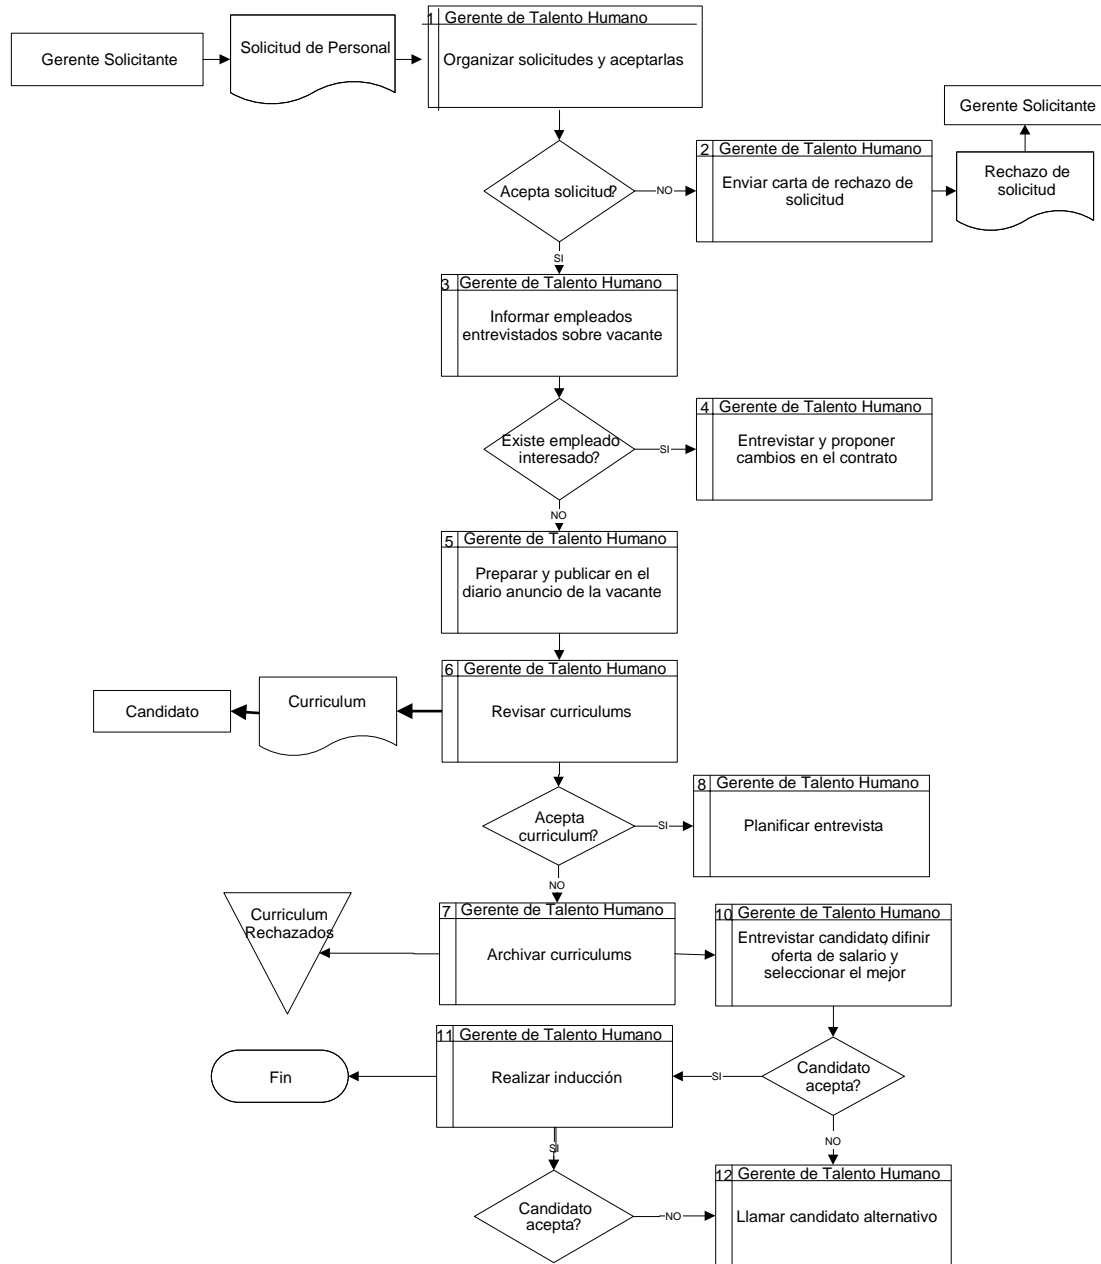 1 Gerente de Talento Humano
Gerente Solicitante
Solicitud de Personal
Organizar solicitudes y aceptarlas
Gerente Solicitante
Acepta solicitud?
NO
2 Gerente de Talento Humano
Enviar carta de rechazo de
solicitud
Rechazo de
solicitud
SI
3 Gerente de Talento Humano
Informar empleados
entrevistados sobre vacante
Existe empleado
interesado?
SI
4 Gerente de Talento Humano
Entrevistar y proponer
cambios en el contrato
NO
5 Gerente de Talento Humano
Preparar y publicar en el
diario anuncio de la vacante
6 Gerente de Talento Humano
Revisar curriculums
Curriculum
Candidato
Acepta
curriculum?
SI
8 Gerente de Talento Humano
Planificar entrevista
NO
7 Gerente de Talento Humano
Archivar curriculums
Curriculum
Rechazados
10 Gerente de Talento Humano
Entrevistar candidato, difinir
oferta de salario y
seleccionar el mejor
Candidato
acepta?
SI
11 Gerente de Talento Humano
Realizar inducción
Fin
NO
SI
Candidato
acepta?
NO
12 Gerente de Talento Humano
Llamar candidato alternativo